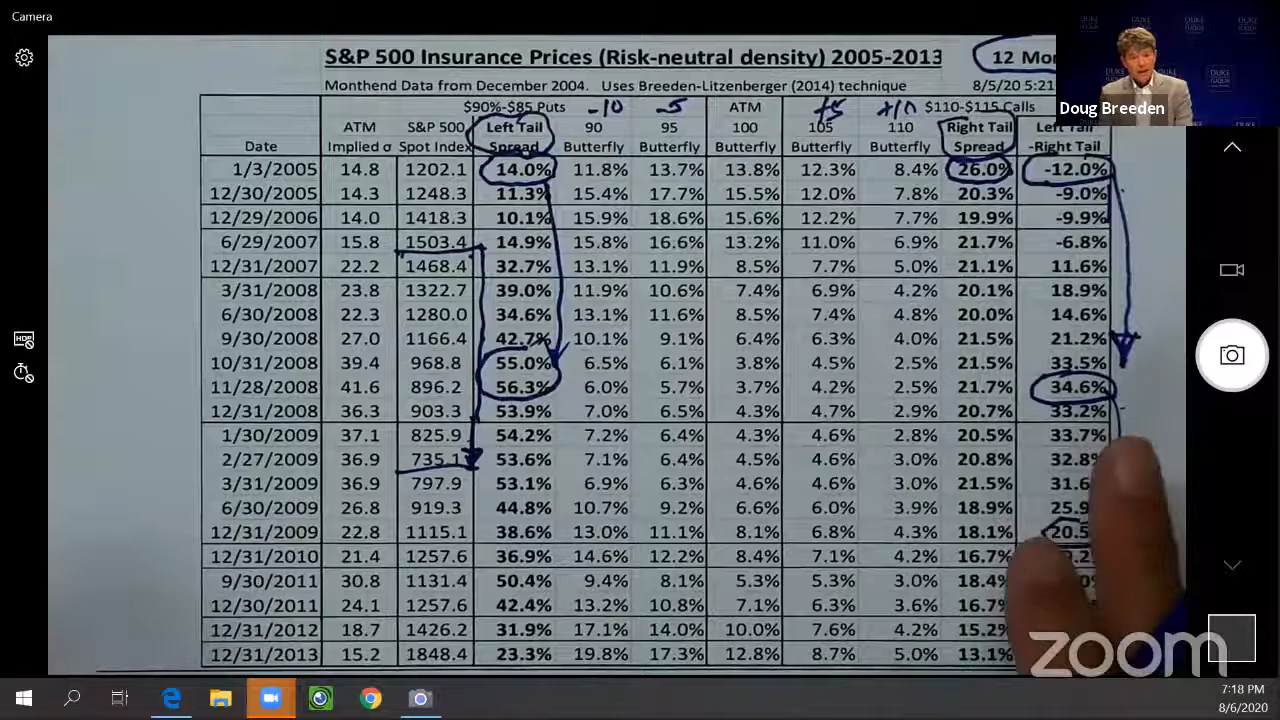 Camera
S&P 500 Insurance Prices (Risk-neutral density) 2005-2013
12 Mon
Monthend Data from December 2004. Uses Breeden-Litzenberger (2014) technique
8/5/20 5:21
Doug Breeden
$90%-$85 Puts -10 -5 ATM +5 +10 $110-$115 Calls
ATM S&P 500 Left Tail 90 95 100 105 110 Right Tail Left Tail
Date Implied σ Spot Index Spread Butterfly Butterfly Butterfly Butterfly Butterfly Spread -Right Tail
1/3/2005 14.8 1202.1 14.0% 11.8% 13.7% 13.8% 12.3% 8.4% 26.0% -12.0%
12/30/2005 14.3 1248.3 11.3% 15.4% 17.7% 15.5% 12.0% 7.8% 20.3% -9.0%
12/29/2006 14.0 1418.3 10.1% 15.9% 18.6% 15.6% 12.2% 7.7% 19.9% -9.9%
6/29/2007 15.8 1503.4 14.9% 15.8% 16.6% 13.2% 11.0% 6.9% 21.7% -6.8%
12/31/2007 22.2 1468.4 32.7% 13.1% 11.9% 8.5% 7.7% 5.0% 21.1% 11.6%
3/31/2008 23.8 1322.7 39.0% 11.9% 10.6% 7.4% 6.9% 4.2% 20.1% 18.9%
6/30/2008 22.3 1280.0 34.6% 13.1% 11.6% 8.5% 7.4% 4.8% 20.0% 14.6%
9/30/2008 27.0 1166.4 42.7% 10.1% 9.1% 6.4% 6.3% 4.0% 21.5% 21.2%
10/31/2008 39.4 968.8 55.0% 6.5% 6.1% 3.8% 4.5% 2.5% 21.5% 33.5%
11/28/2008 41.6 896.2 56.3% 6.0% 5.7% 3.7% 4.2% 2.5% 21.7% 34.6%
12/31/2008 36.3 903.3 53.9% 7.0% 6.5% 4.3% 4.7% 2.9% 20.7% 33.2%
1/30/2009 37.1 825.9 54.2% 7.2% 6.4% 4.3% 4.6% 2.8% 20.5% 33.7%
2/27/2009 36.9 735.1 53.6% 7.1% 6.4% 4.5% 4.6% 3.0% 20.8% 32.8%
3/31/2009 36.9 797.9 53.1% 6.9% 6.3% 4.6% 4.6% 3.0% 21.5% 31.6
6/30/2009 26.8 919.3 44.8% 10.7% 9.2% 6.6% 6.0% 3.9% 18.9% 25.9
12/31/2009 22.8 1115.1 38.6% 13.0% 11.1% 8.1% 6.8% 4.3% 18.1% 20.5
12/31/2010 21.4 1257.6 36.9% 14.6% 12.2% 8.4% 7.1% 4.2% 16.7%
9/30/2011 30.8 1131.4 50.4% 9.4% 8.1% 5.3% 5.3% 3.0% 18.4%
12/30/2011 24.1 1257.6 42.4% 13.2% 10.8% 7.1% 6.3% 3.6% 16.7%
12/31/2012 18.7 1426.2 31.9% 17.1% 14.0% 10.0% 7.6% 4.2% 15.2%
12/31/2013 15.2 1848.4 23.3% 19.8% 17.3% 12.8% 8.7% 5.0% 13.1%
zoom
7:18 PM
8/6/2020